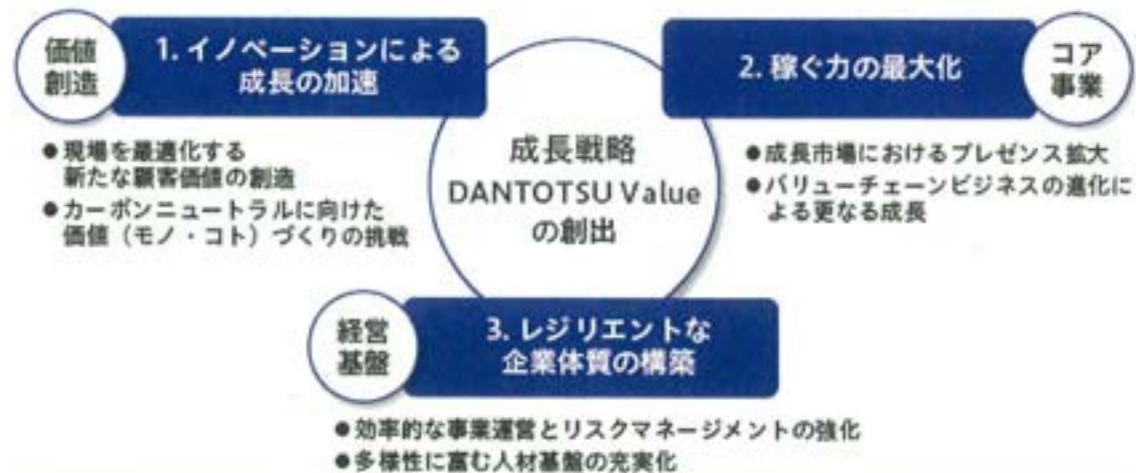 価値
創造
1. イノベーションによる
成長の加速
●現場を最適化する
新たな顧客価値の創造
●カーボンニュートラルに向けた
価値（モノ・コト）づくりの挑戦
成長戦略
DANTOTSU Value
の創出
2. 稼ぐ力の最大化
コア
事業
●成長市場におけるプレゼンス拡大
●バリューチェーンビジネスの進化に
よる更なる成長
経営
基盤
3. レジリエントな
企業体質の構築
●効率的な事業運営とリスクマネージメントの強化
●多様性に富む人材基盤の充実化